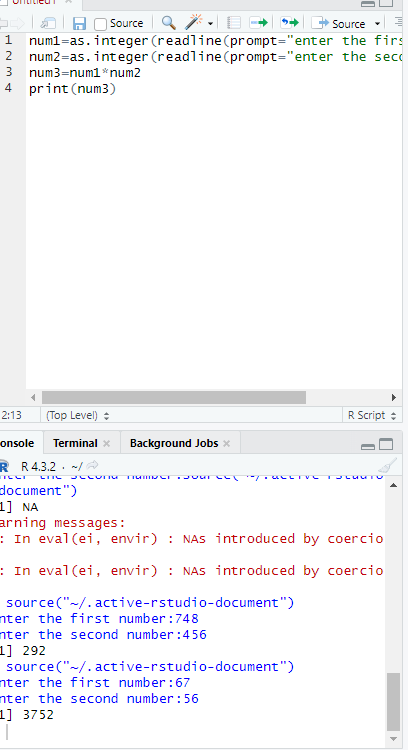 Untitled1
Source
Source
1 num1=as.integer(readline(prompt="enter the firs
2 num2=as.integer(readline(prompt="enter the seco
3 num3=num1*num2
4 print(num3)
2:13 (Top Level) R Script
onsole Terminal Background Jobs
R 4.3.2 · ~/
enter the second number:source("~/.active-rstudio
document")
1] NA
arning messages:
: In eval(ei, envir) : NAs introduced by coercio
: In eval(ei, envir) : NAs introduced by coercio
source("~/.active-rstudio-document")
nter the first number:748
nter the second number:456
1] 292
source("~/.active-rstudio-document")
nter the first number:67
nter the second number:56
1] 3752